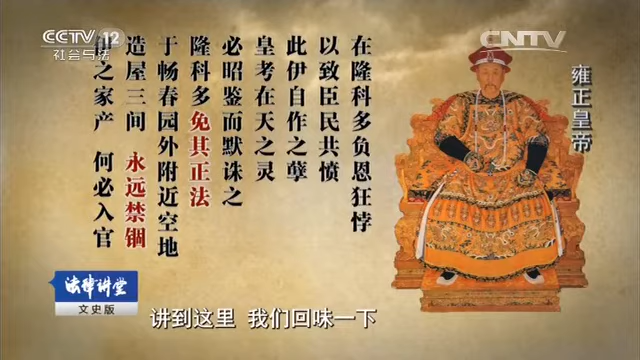 CCTV 12
社会与法
CNTV
雍正皇帝
在隆科多负恩狂悖
以致臣民共愤
此伊自作之孽
皇考在天之灵
必昭鉴而默诛之
隆科多免其正法
于畅春园外附近空地
造屋三间 永远禁锢
伊之家产 何必入官
法律讲堂
文史版
讲到这里 我们回味一下